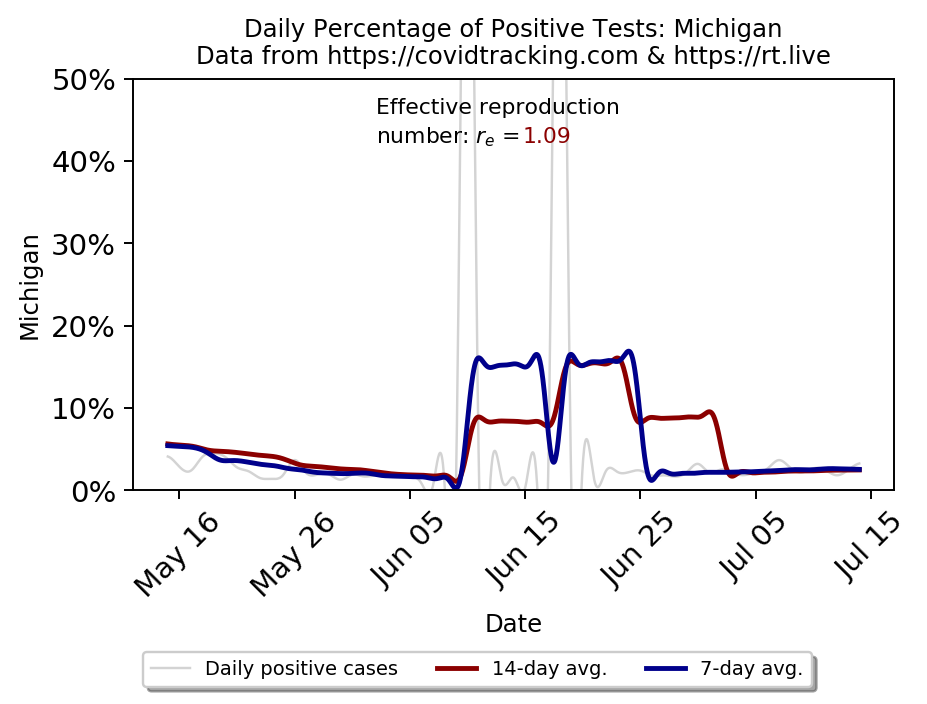 Daily Percentage of Positive Tests: Michigan
Data from https://covidtracking.com & https://rt.live
50%
40%
30%
20%
10%
0%
Michigan
Effective reproduction
number: rₑ =1.09
May 16
May 26
Jun 05
Jun 15
Jun 25
Jul 05
Jul 15
Date
Daily positive cases
14-day avg.
7-day avg.